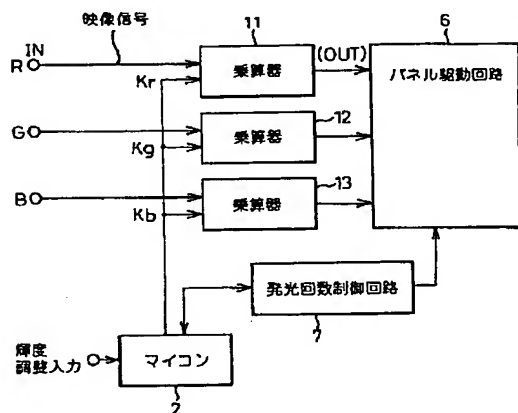 映像信号
IN
R
11
乗算器
Kr
(OUT)
6
パネル駆動回路
G
12
乗算器
Kg
B
13
乗算器
Kb
発光回数制御回路
7
輝度
調整入力
マイコン
2